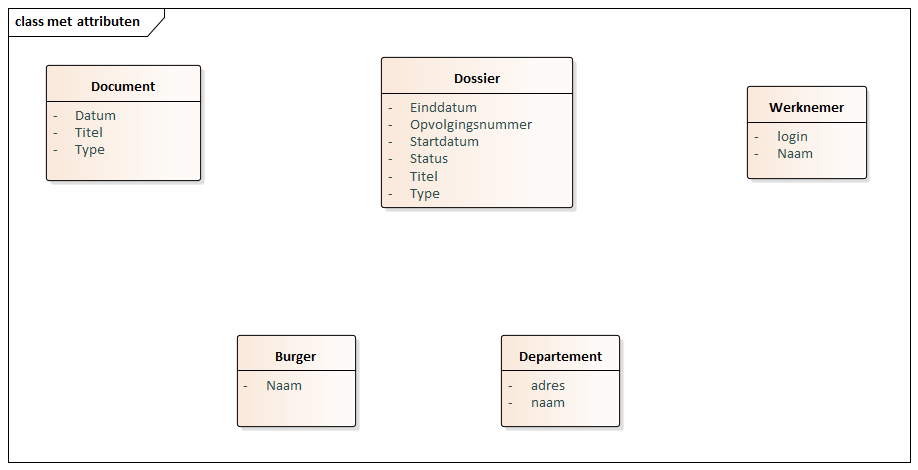 class met attributen
Document
- Datum
- Titel
- Type
Dossier
- Einddatum
- Opvolgingsnummer
- Startdatum
- Status
- Titel
- Type
Werknemer
- login
- Naam
Burger
- Naam
Departement
- adres
- naam